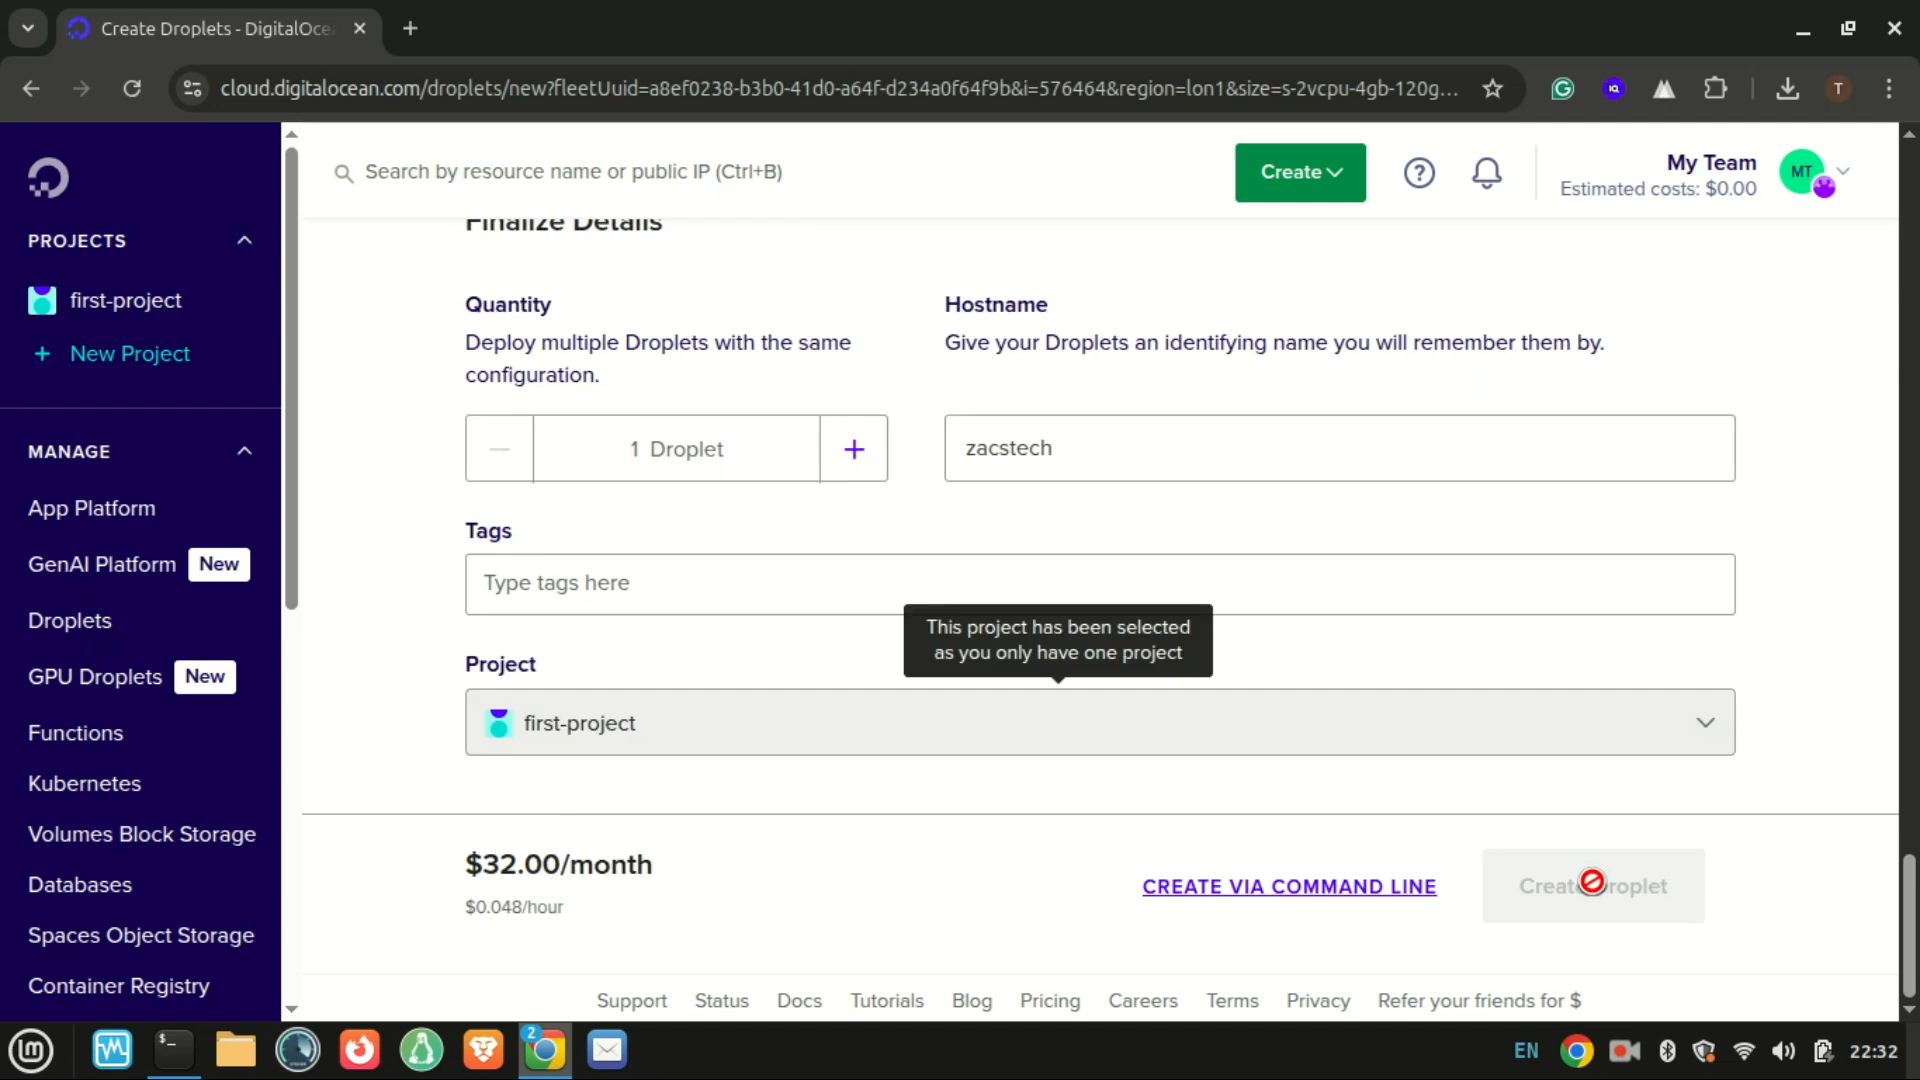 Create Droplets - DigitalOce
cloud.digitalocean.com/droplets/new?fleetUuid=a8ef0238-b3b0-41d0-a64f-d234a0f64f9b&i=576464&region=lon1&size=s-2vcpu-4gb-120g...
T
Search by resource name or public IP (Ctrl+B)
Create
My Team
Estimated costs: $0.00
MT
PROJECTS
first-project
+ New Project
MANAGE
App Platform
GenAI Platform New
Droplets
GPU Droplets New
Functions
Kubernetes
Volumes Block Storage
Databases
Spaces Object Storage
Container Registry
Finalize Details
Quantity
Deploy multiple Droplets with the same
configuration.
1 Droplet
Hostname
Give your Droplets an identifying name you will remember them by.
zacstech
Tags
Type tags here
This project has been selected
as you only have one project
Project
first-project
$32.00/month
$0.048/hour
CREATE VIA COMMAND LINE
Create Droplet
Support Status Docs Tutorials Blog Pricing Careers Terms Privacy Refer your friends for $
$_
2
EN
22:32